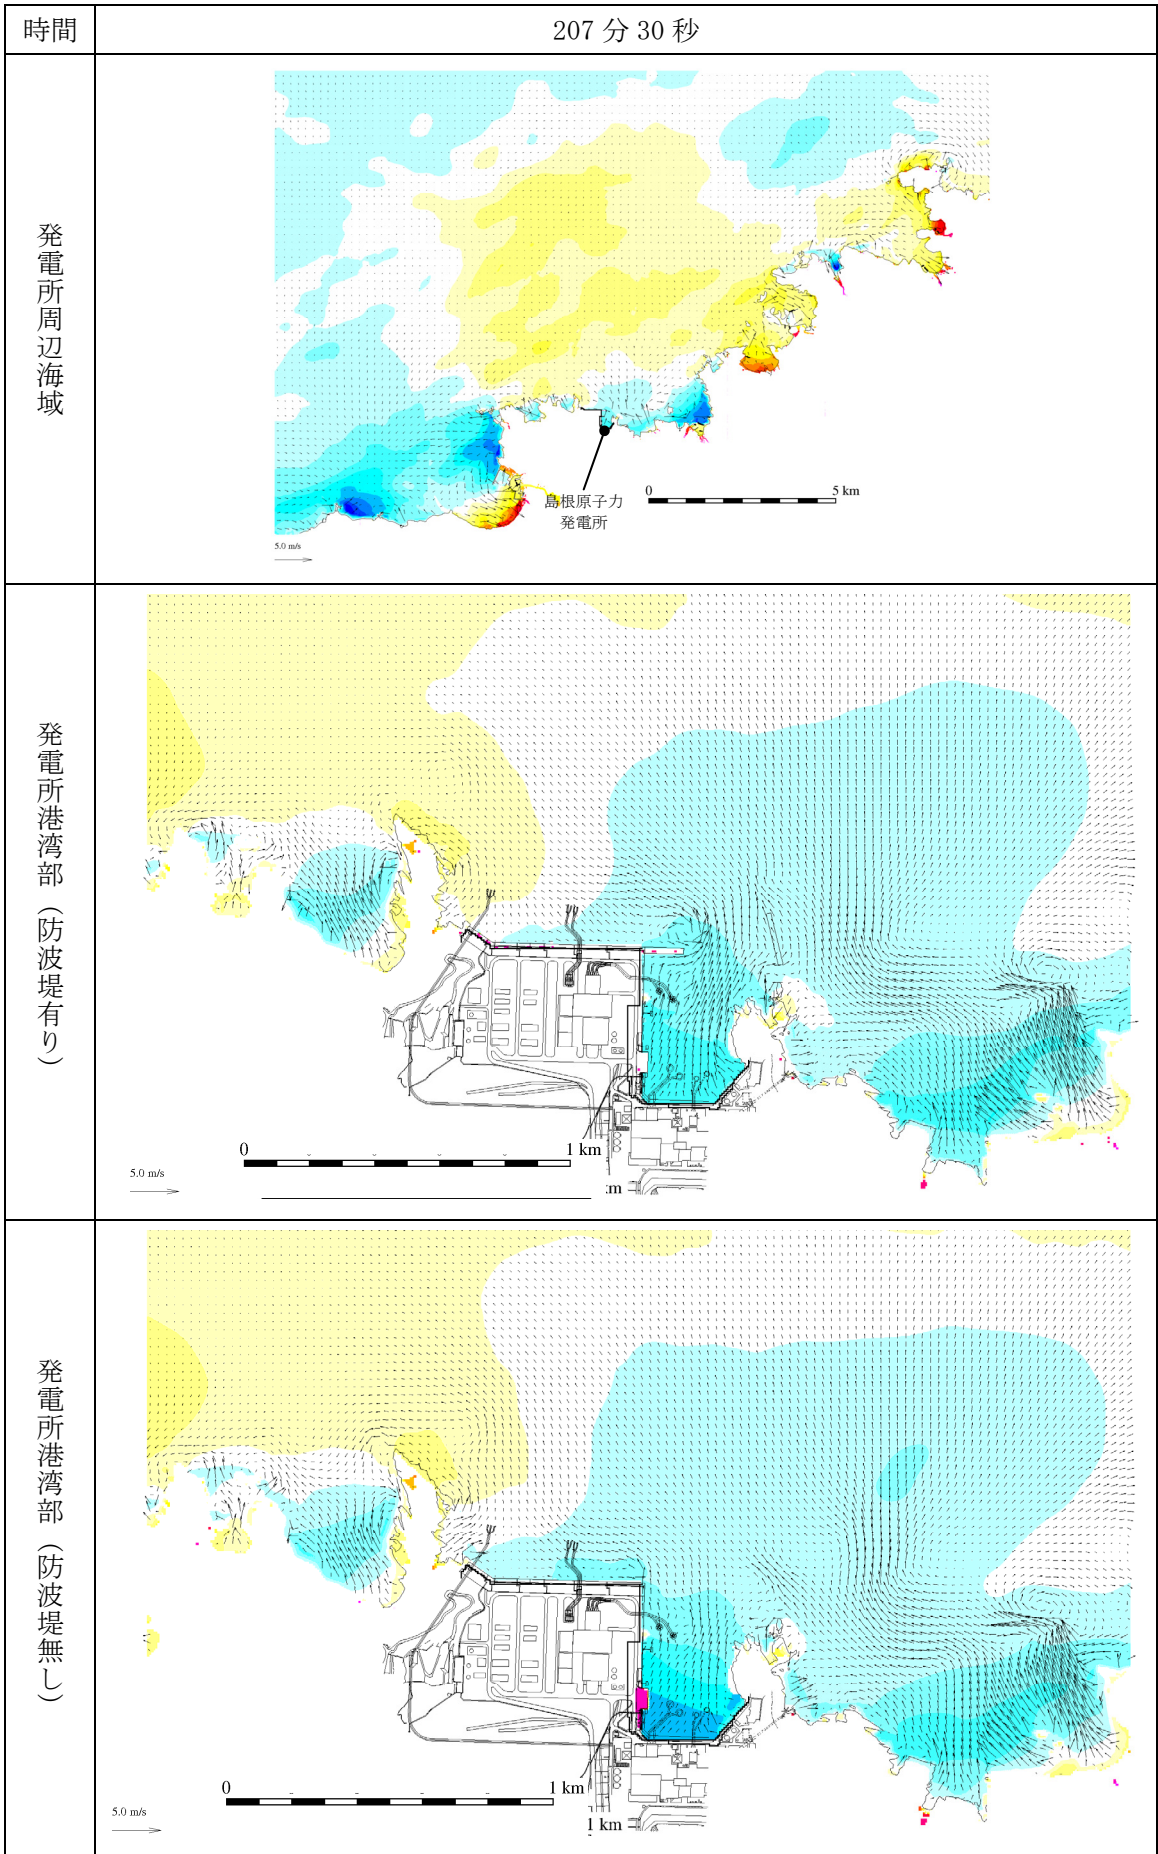 時間
207 分 30 秒
発電所周辺海域
0
5 km
島根原子力
発電所
5.0 m/s
発電所港湾部（防波堤有り）
0
1 km
5.0 m/s
km
発電所港湾部（防波堤無し）
0
1 km
5.0 m/s
1 km